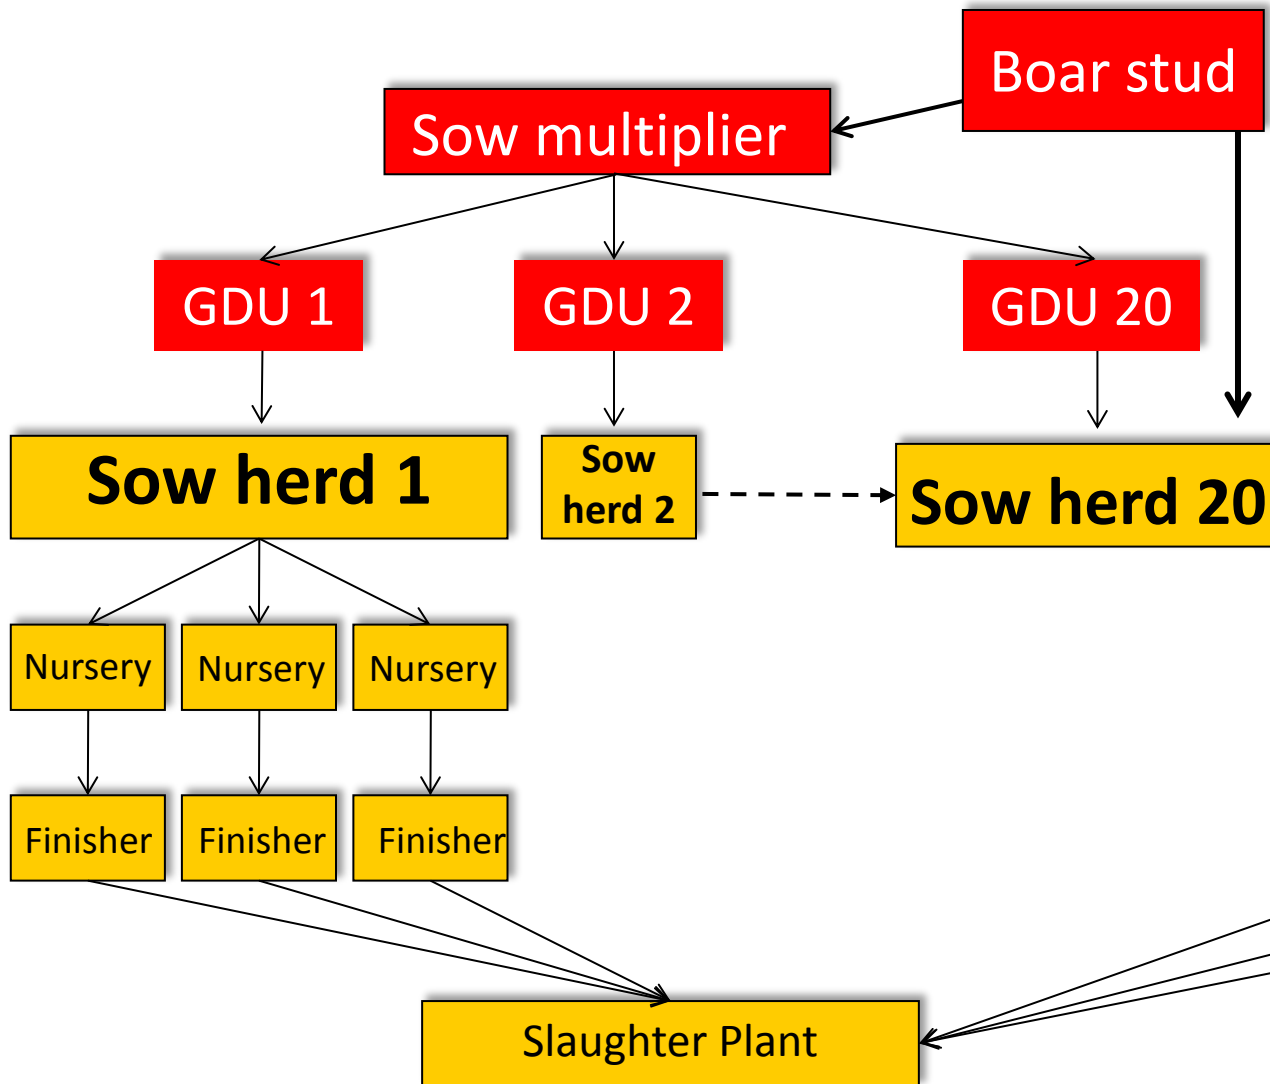 Boar stud
Sow multiplier
GDU 1
GDU 2
GDU 20
Sow herd 1
Sow
herd 2
Sow herd 20
Nursery
Nursery
Nursery
Finisher
Finisher
Finisher
Slaughter Plant